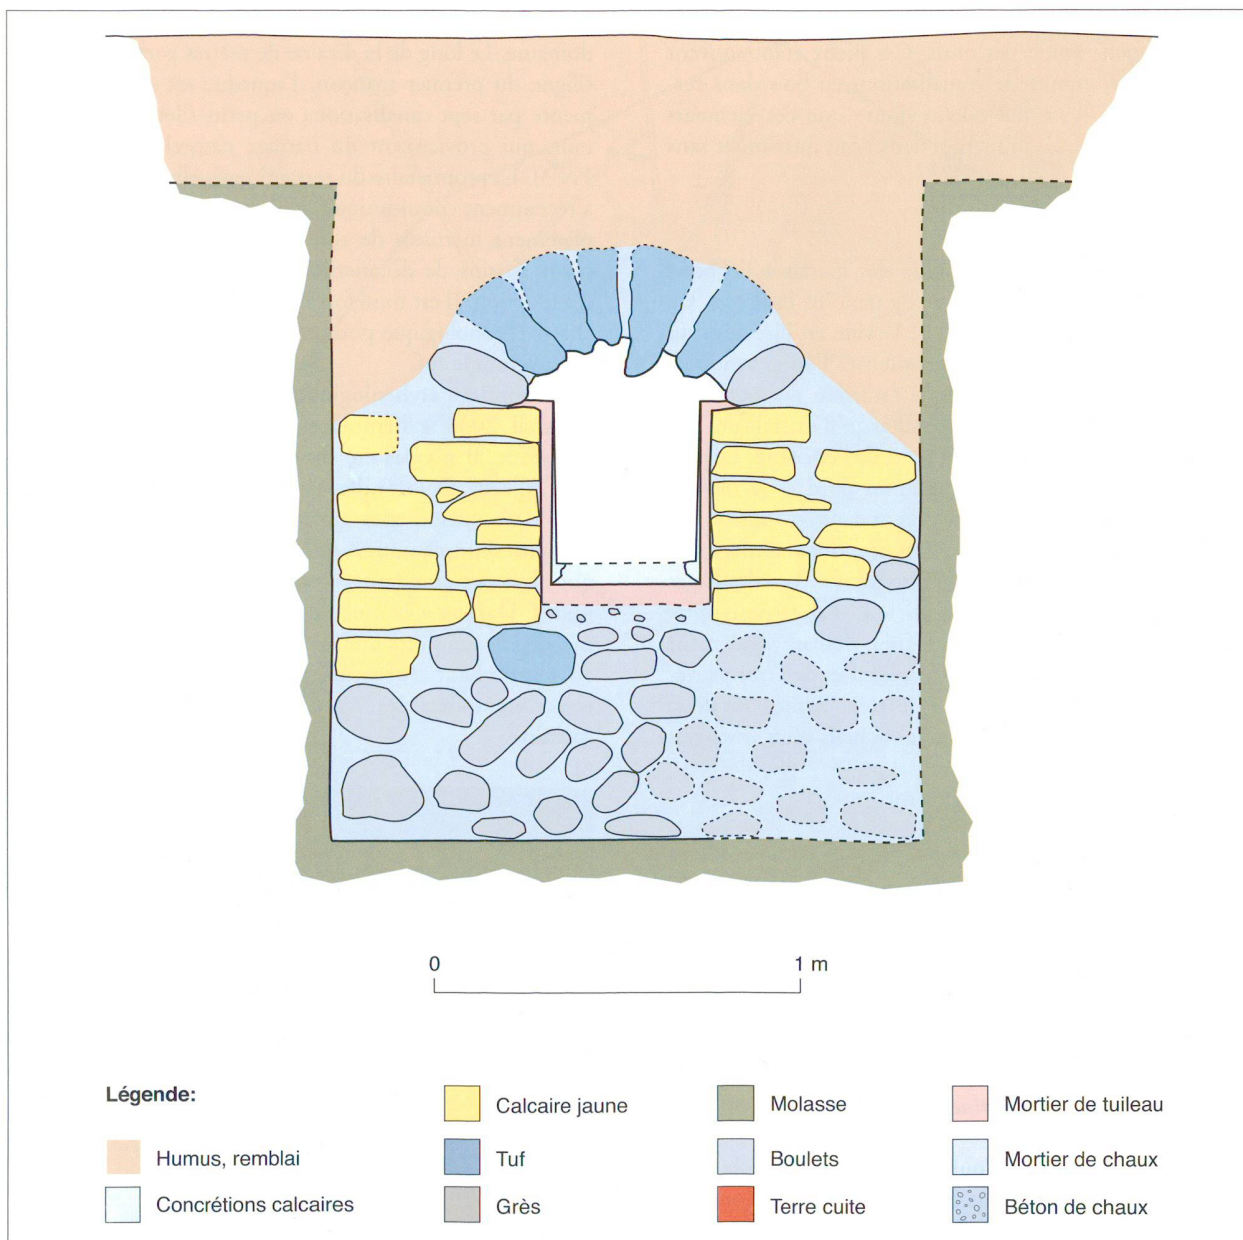 0 1 m
Légende:
Humus, remblai
Concrétions calcaires
Calcaire jaune
Tuf
Grès
Molasse
Boulets
Terre cuite
Mortier de tuileau
Mortier de chaux
Béton de chaux